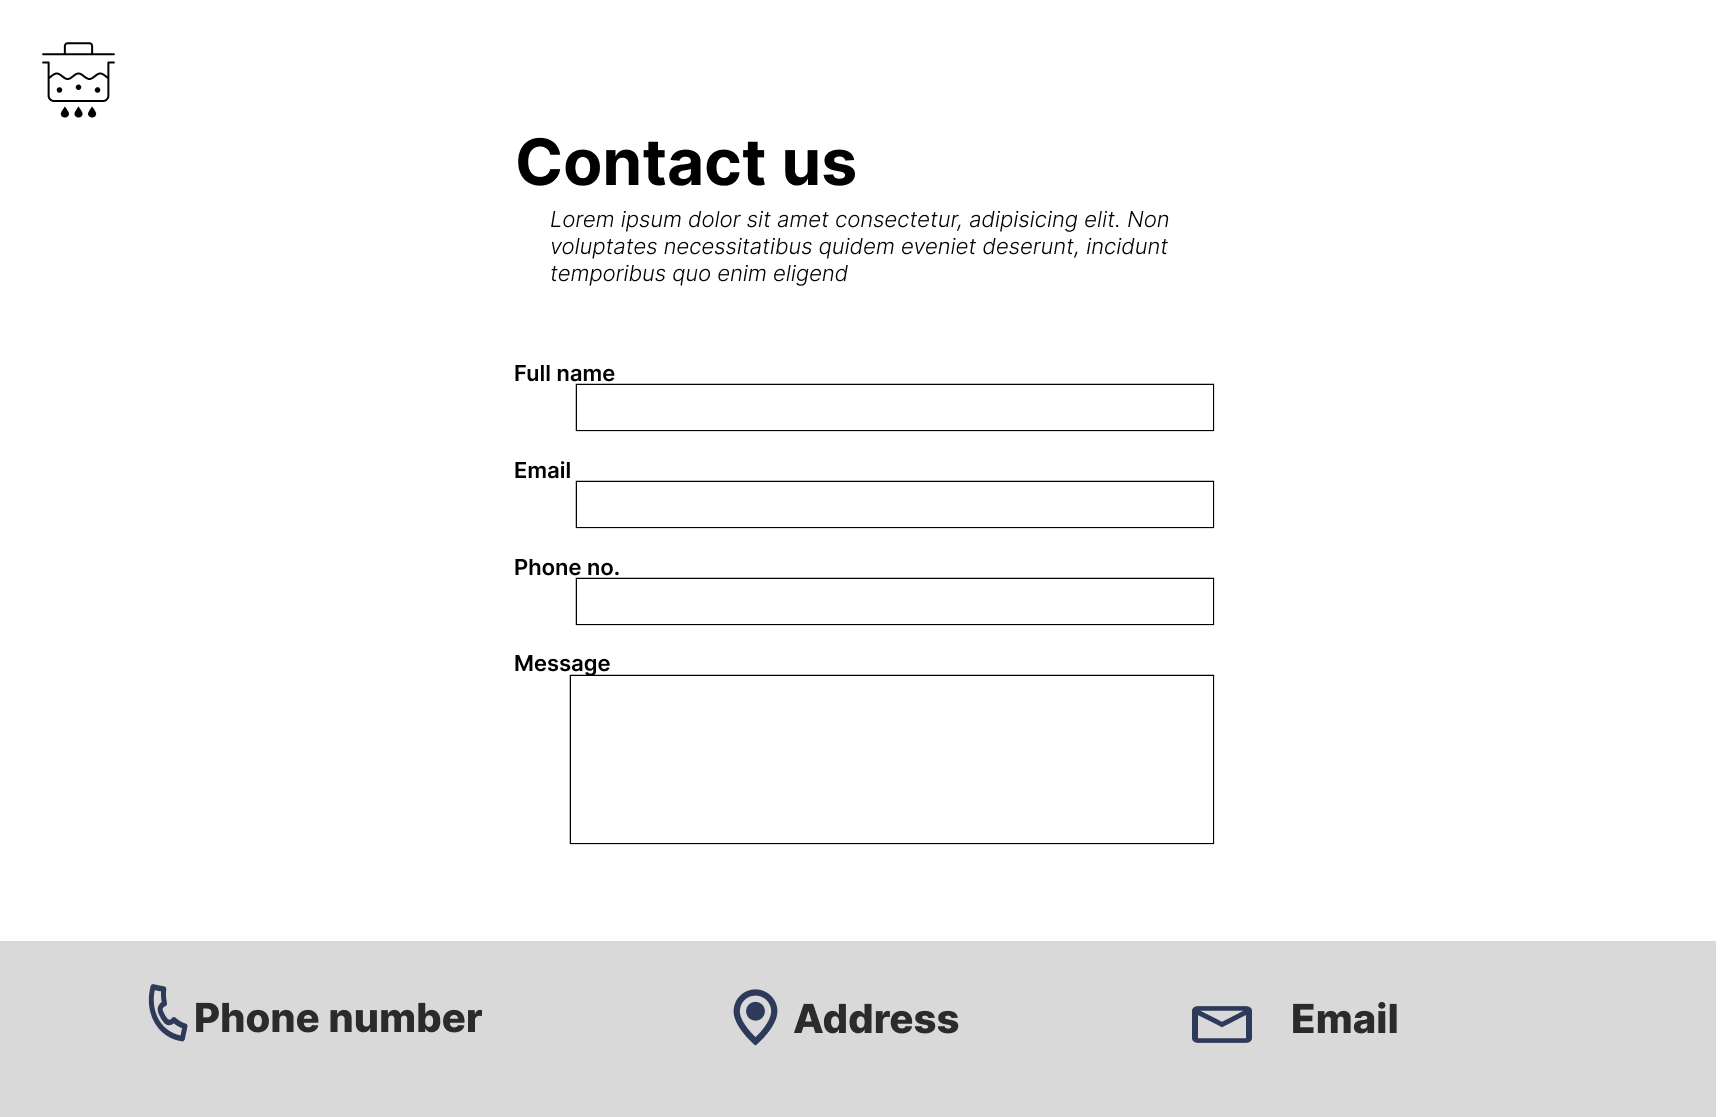 Contact us
Lorem ipsum dolor sit amet consectetur, adipisicing elit. Non
voluptates necessitatibus quidem eveniet deserunt, incidunt
temporibus quo enim eligend
Full name
Email
Phone no.
Message
Phone number
Address
Email